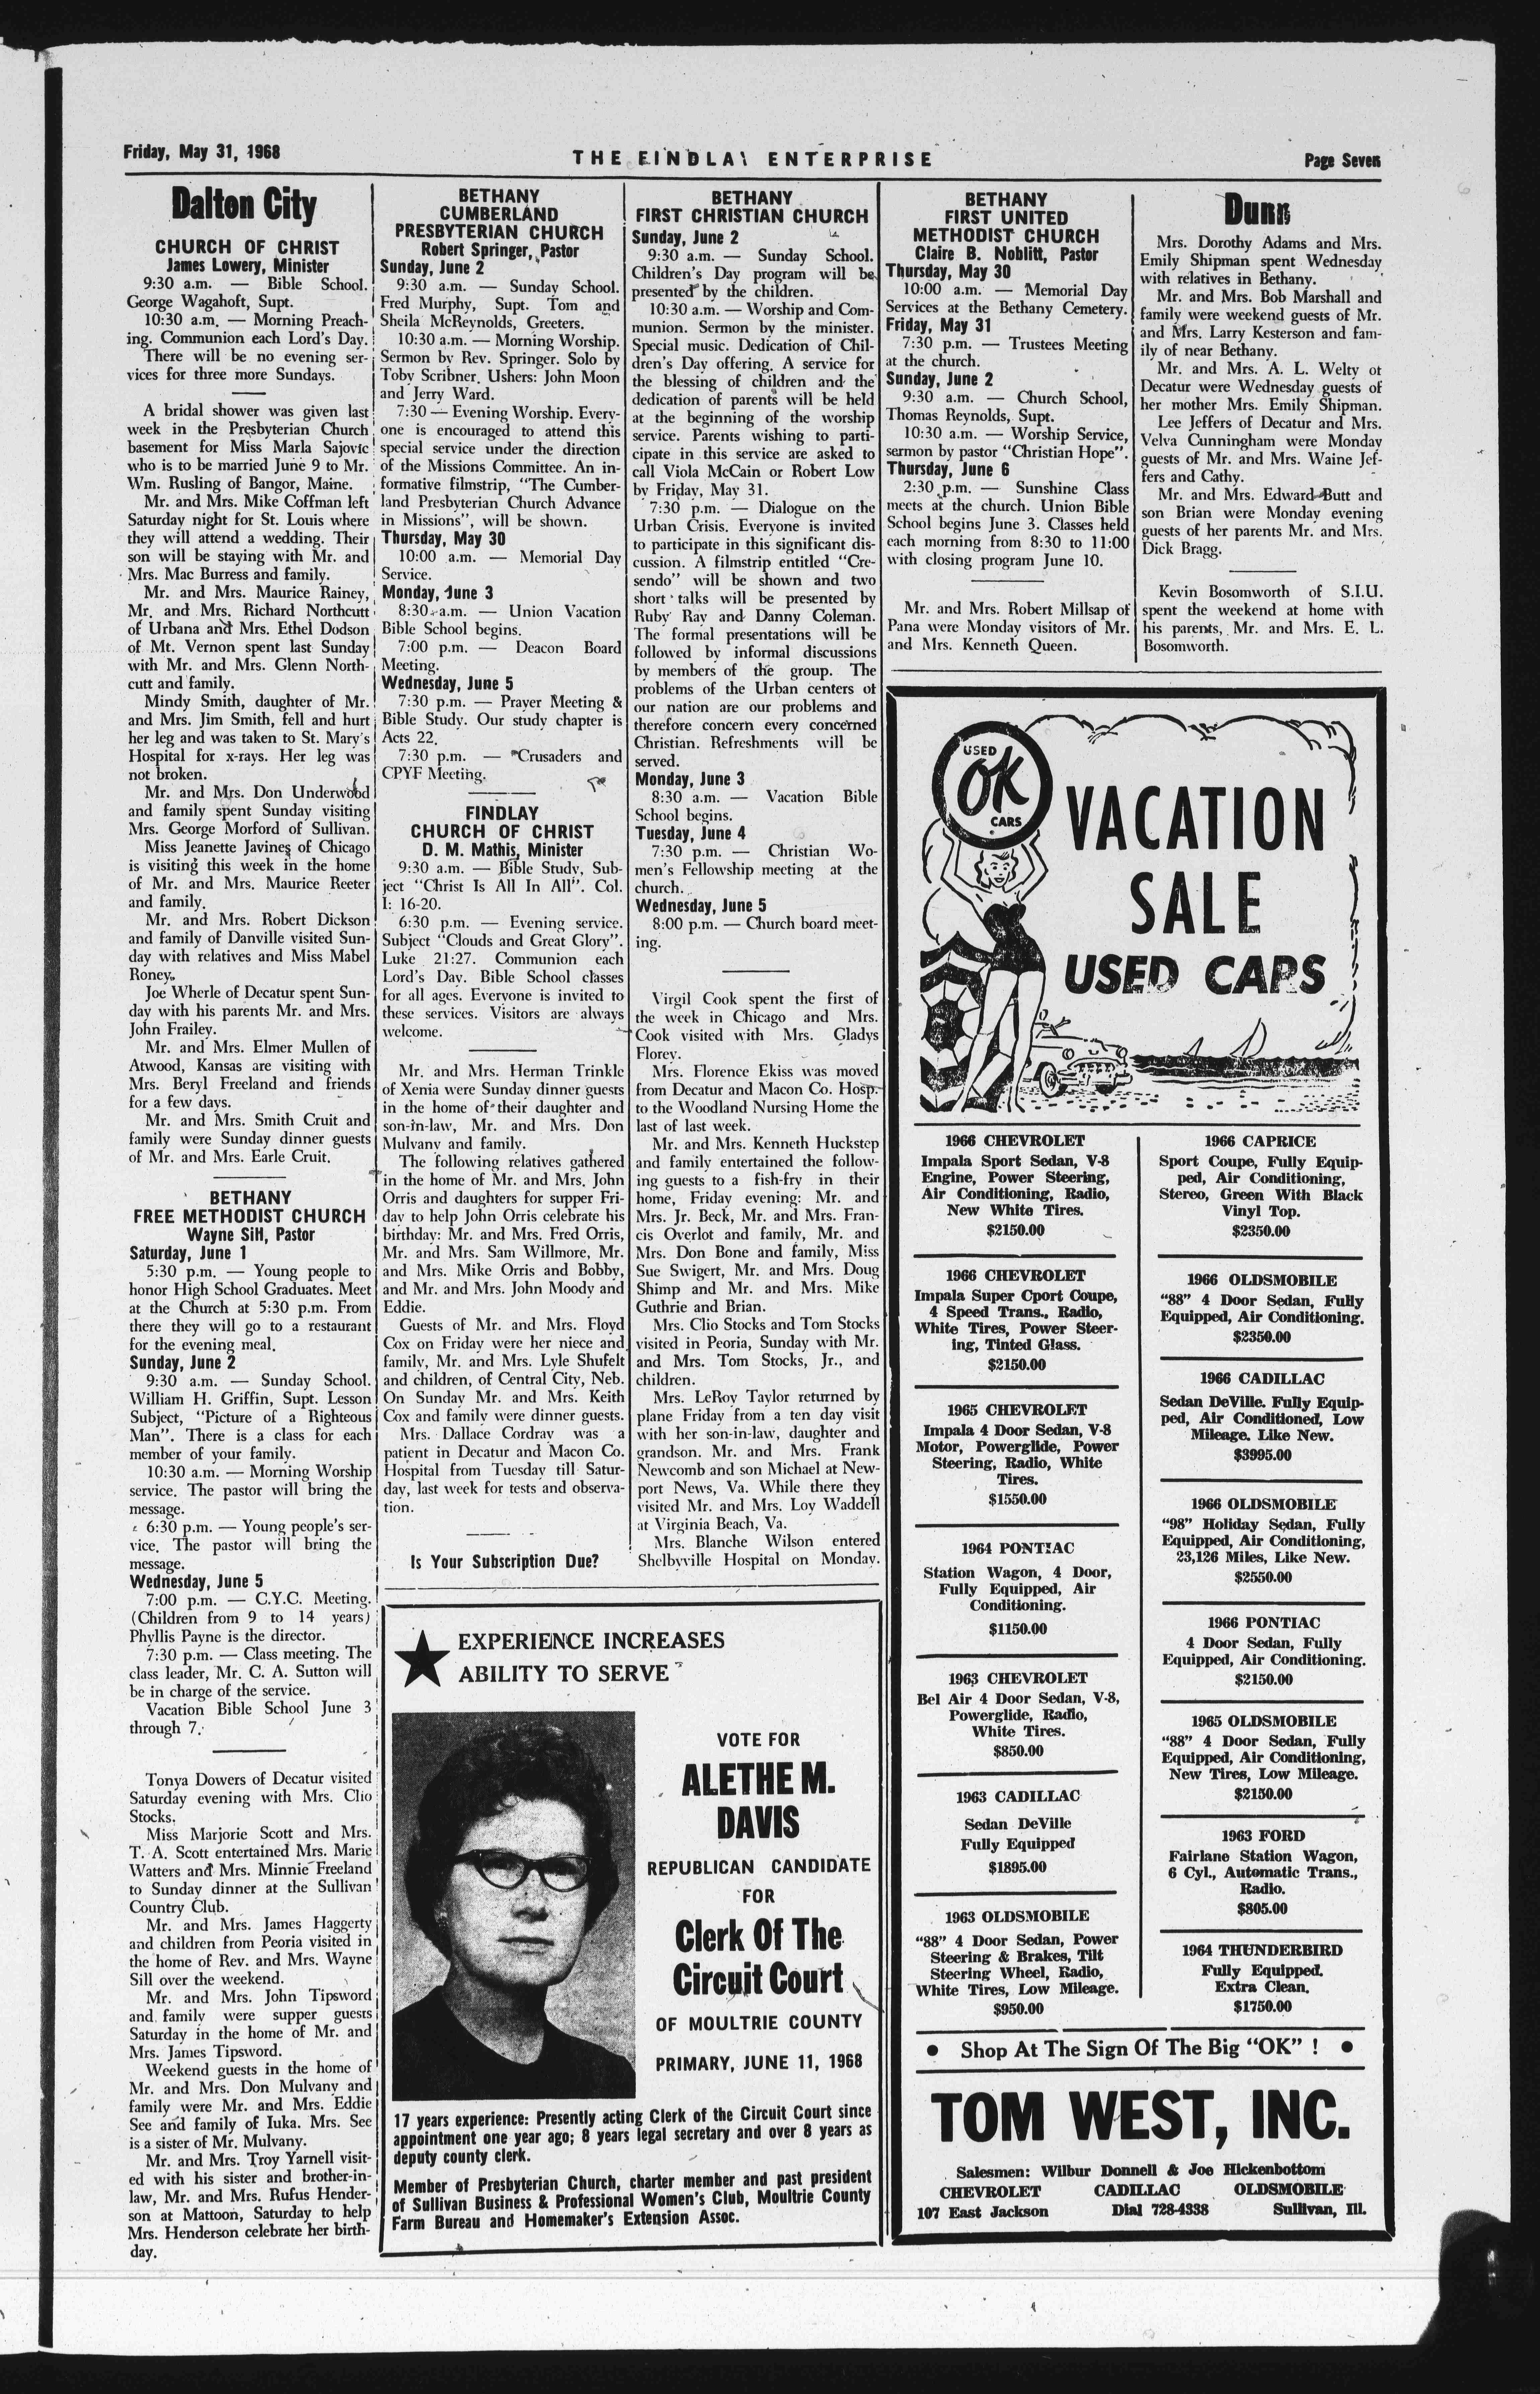 Friday, May 31, 1968
THE FINDLAY ENTERPRISE
Page Seven
Dalton City
CHURCH OF CHRIST
James Lowery, Minister
9:30 a.m. — Bible School.
George Wagahoft, Supt.
10:30 a.m. — Morning Preach-
ing. Communion each Lord's Day.
There will be no evening ser-
vices for three more Sundays.
A bridal shower was given last
week in the Presbyterian Church
basement for Miss Marla Sajovic
who is to be married June 9 to Mr.
Wm. Rusling of Bangor, Maine.
Mr. and Mrs. Mike Coffman left
Saturday night for St. Louis where
they will attend a wedding. Their
son will be staying with Mr. and
Mrs. Mac Burress and family.
Mr. and Mrs. Maurice Rainey,
Mr. and Mrs. Richard Northcutt
of Urbana and Mrs. Ethel Dodson
of Mt. Vernon spent last Sunday
with Mr. and Mrs. Glenn North-
cutt and family.
Mindy Smith, daughter of Mr.
and Mrs. Jim Smith, fell and hurt
her leg and was taken to St. Mary's
Hospital for x-rays. Her leg was
not broken.
Mr. and Mrs. Don Underwood
and family spent Sunday visiting
Mrs. George Morford of Sullivan.
Miss Jeanette Javines of Chicago
is visiting this week in the home
of Mr. and Mrs. Maurice Reeter
and family.
Mr. and Mrs. Robert Dickson
and family of Danville visited Sun-
day with relatives and Miss Mabel
Roney.
Joe Wherle of Decatur spent Sun-
day with his parents Mr. and Mrs.
John Frailey.
Mr. and Mrs. Elmer Mullen of
Atwood, Kansas are visiting with
Mrs. Beryl Freeland and friends
for a few days.
Mr. and Mrs. Smith Cruit and
family were Sunday dinner guests
of Mr. and Mrs. Earle Cruit.
BETHANY
FREE METHODIST CHURCH
Wayne Sill, Pastor
Saturday, June 1
5:30 p.m. — Young people to
honor High School Graduates. Meet
at the Church at 5:30 p.m. From
there they will go to a restaurant
for the evening meal.
Sunday, June 2
9:30 a.m. — Sunday School.
William H. Griffin, Supt. Lesson
Subject, "Picture of a Righteous
Man". There is a class for each
member of your family.
10:30 a.m. — Morning Worship
service. The pastor will bring the
message.
6:30 p.m. — Young people's ser-
vice. The pastor will bring the
message.
Wednesday, June 5
7:00 p.m. — C.Y.C. Meeting.
(Children from 9 to 14 years)
Phyllis Payne is the director.
7:30 p.m. — Class meeting. The
class leader, Mr. C. A. Sutton will
be in charge of the service.
Vacation Bible School June 3
through 7.
Tonya Dowers of Decatur visited
Saturday evening with Mrs. Clio
Stocks.
Miss Marjorie Scott and Mrs.
T. A. Scott entertained Mrs. Marie
Watters and Mrs. Minnie Freeland
to Sunday dinner at the Sullivan
Country Club.
Mr. and Mrs. James Haggerty
and children from Peoria visited in
the home of Rev. and Mrs. Wayne
Sill over the weekend.
Mr. and Mrs. John Tipsword
and family were supper guests
Saturday in the home of Mr. and
Mrs. James Tipsword.
Weekend guests in the home of
Mr. and Mrs. Don Mulvany and
family were Mr. and Mrs. Eddie
See and family of Iuka. Mrs. See
is a sister of Mr. Mulvany.
Mr. and Mrs. Troy Yarnell visit-
ed with his sister and brother-in-
law, Mr. and Mrs. Rufus Hender-
son at Mattoon, Saturday to help
Mrs. Henderson celebrate her birth-
day.
BETHANY
CUMBERLAND
PRESBYTERIAN CHURCH
Robert Springer, Pastor
Sunday, June 2
9:30 a.m. — Sunday School.
Fred Murphy, Supt. Tom and
Sheila McReynolds, Greeters.
10:30 a.m. — Morning Worship.
Sermon by Rev. Springer. Solo by
Toby Scribner. Ushers: John Moon
and Jerry Ward.
7:30 — Evening Worship. Every-
one is encouraged to attend this
special service under the direction
of the Missions Committee. An in-
formative filmstrip, "The Cumber-
land Presbyterian Church Advance
in Missions", will be shown.
Thursday, May 30
10:00 a.m. — Memorial Day
Service.
Monday, June 3
8:30 a.m. — Union Vacation
Bible School begins.
7:00 p.m. — Deacon Board
Meeting.
Wednesday, June 5
7:30 p.m. — Prayer Meeting &
Bible Study. Our study chapter is
Acts 22.
7:30 p.m. — Crusaders and
CPYF Meeting.
FINDLAY
CHURCH OF CHRIST
D. M. Mathis, Minister
9:30 a.m. — Bible Study, Sub-
ject "Christ Is All In All". Col.
I: 16-20.
6:30 p.m. — Evening service.
Subject "Clouds and Great Glory".
Luke 21:27. Communion each
Lord's Day. Bible School classes
for all ages. Everyone is invited to
these services. Visitors are always
welcome.
Mr. and Mrs. Herman Trinkle
of Xenia were Sunday dinner guests
in the home of their daughter and
son-in-law, Mr. and Mrs. Don
Mulvany and family.
The following relatives gathered
in the home of Mr. and Mrs. John
Orris and daughters for supper Fri-
day to help John Orris celebrate his
birthday: Mr. and Mrs. Fred Orris,
Mr. and Mrs. Sam Willmore, Mr.
and Mrs. Mike Orris and Bobby,
and Mr. and Mrs. John Moody and
Eddie.
Guests of Mr. and Mrs. Floyd
Cox on Friday were her niece and
family, Mr. and Mrs. Lyle Shufelt
and children, of Central City, Neb.
On Sunday Mr. and Mrs. Keith
Cox and family were dinner guests.
Mrs. Dallace Cordray was a
patient in Decatur and Macon Co.
Hospital from Tuesday till Satur-
day, last week for tests and observa-
tion.
Is Your Subscription Due?
BETHANY
FIRST CHRISTIAN CHURCH
Sunday, June 2
9:30 a.m. — Sunday School.
Children's Day program will be
presented by the children.
10:30 a.m. — Worship and Com-
munion. Sermon by the minister.
Special music. Dedication of Chil-
dren's Day offering. A service for
the blessing of children and the
dedication of parents will be held
at the beginning of the worship
service. Parents wishing to parti-
cipate in this service are asked to
call Viola McCain or Robert Low
by Friday, May 31.
7:30 p.m. — Dialogue on the
Urban Crisis. Everyone is invited
to participate in this significant dis-
cussion. A filmstrip entitled "Cre-
sendo" will be shown and two
short talks will be presented by
Ruby Ray and Danny Coleman.
The formal presentations will be
followed by informal discussions
by members of the group. The
problems of the Urban centers of
our nation are our problems and
therefore concern every concerned
Christian. Refreshments will be
served.
Monday, June 3
8:30 a.m. — Vacation Bible
School begins.
Tuesday, June 4
7:30 p.m. — Christian Wo-
men's Fellowship meeting at the
church.
Wednesday, June 5
8:00 p.m. — Church board meet-
ing.
Virgil Cook spent the first of
the week in Chicago and Mrs.
Cook visited with Mrs. Gladys
Florey.
Mrs. Florence Ekiss was moved
from Decatur and Macon Co. Hosp.
to the Woodland Nursing Home the
last of last week.
Mr. and Mrs. Kenneth Huckstep
and family entertained the follow-
ing guests to a fish-fry in their
home, Friday evening: Mr. and
Mrs. Jr. Beck, Mr. and Mrs. Fran-
cis Overlot and family, Mr. and
Mrs. Don Bone and family, Miss
Sue Swigert, Mr. and Mrs. Doug
Shimp and Mr. and Mrs. Mike
Guthrie and Brian.
Mrs. Clio Stocks and Tom Stocks
visited in Peoria, Sunday with Mr.
and Mrs. Tom Stocks, Jr., and
children.
Mrs. LeRoy Taylor returned by
plane Friday from a ten day visit
with her son-in-law, daughter and
grandson. Mr. and Mrs. Frank
Newcomb and son Michael at New-
port News, Va. While there they
visited Mr. and Mrs. Loy Waddell
at Virginia Beach, Va.
Mrs. Blanche Wilson entered
Shelbyville Hospital on Monday.
EXPERIENCE INCREASES
ABILITY TO SERVE
VOTE FOR
ALETHE M.
DAVIS
REPUBLICAN CANDIDATE
FOR
Clerk Of The
Circuit Court
OF MOULTRIE COUNTY
PRIMARY, JUNE 11, 1968
17 years experience: Presently acting Clerk of the Circuit Court since
appointment one year ago; 8 years legal secretary and over 8 years as
deputy county clerk.
Member of Presbyterian Church, charter member and past president
of Sullivan Business & Professional Women's Club, Moultrie County
Farm Bureau and Homemaker's Extension Assoc.
BETHANY
FIRST UNITED
METHODIST CHURCH
Claire B. Noblitt, Pastor
Thursday, May 30
10:00 a.m. — Memorial Day
Services at the Bethany Cemetery.
Friday, May 31
7:30 p.m. — Trustees Meeting
at the church.
Sunday, June 2
9:30 a.m. — Church School,
Thomas Reynolds, Supt.
10:30 a.m. — Worship Service,
sermon by pastor "Christian Hope".
Thursday, June 6
2:30 p.m. — Sunshine Class
meets at the church. Union Bible
School begins June 3. Classes held
each morning from 8:30 to 11:00
with closing program June 10.
Mr. and Mrs. Robert Millsap of
Pana were Monday visitors of Mr.
and Mrs. Kenneth Queen.
Dunn
Mrs. Dorothy Adams and Mrs.
Emily Shipman spent Wednesday
with relatives in Bethany.
Mr. and Mrs. Bob Marshall and
family were weekend guests of Mr.
and Mrs. Larry Kesterson and fam-
ily of near Bethany.
Mr. and Mrs. A. L. Welty of
Decatur were Wednesday guests of
her mother Mrs. Emily Shipman.
Lee Jeffers of Decatur and Mrs.
Velva Cunningham were Monday
guests of Mr. and Mrs. Waine Jef-
fers and Cathy.
Mr. and Mrs. Edward Butt and
son Brian were Monday evening
guests of her parents Mr. and Mrs.
Dick Bragg.
Kevin Bosomworth of S.I.U.
spent the weekend at home with
his parents, Mr. and Mrs. E. L.
Bosomworth.
USED
OK
CARS
VACATION
SALE
USED CARS
1966 CHEVROLET
Impala Sport Sedan, V-8
Engine, Power Steering,
Air Conditioning, Radio,
New White Tires.
$2150.00
1966 CHEVROLET
Impala Super Cport Coupe,
4 Speed Trans., Radio,
White Tires, Power Steer-
ing, Tinted Glass.
$2150.00
1965 CHEVROLET
Impala 4 Door Sedan, V-8
Motor, Powerglide, Power
Steering, Radio, White
Tires.
$1550.00
1964 PONTIAC
Station Wagon, 4 Door,
Fully Equipped, Air
Conditioning.
$1150.00
1963 CHEVROLET
Bel Air 4 Door Sedan, V-8,
Powerglide, Radio,
White Tires.
$850.00
1963 CADILLAC
Sedan DeVille
Fully Equipped
$1895.00
1963 OLDSMOBILE
"88" 4 Door Sedan, Power
Steering & Brakes, Tilt
Steering Wheel, Radio,
White Tires, Low Mileage.
$950.00
1966 CAPRICE
Sport Coupe, Fully Equip-
ped, Air Conditioning,
Stereo, Green With Black
Vinyl Top.
$2350.00
1966 OLDSMOBILE
"88" 4 Door Sedan, Fully
Equipped, Air Conditioning.
$2350.00
1966 CADILLAC
Sedan DeVille. Fully Equip-
ped, Air Conditioned, Low
Mileage. Like New.
$3995.00
1966 OLDSMOBILE
"98" Holiday Sedan, Fully
Equipped, Air Conditioning,
23,126 Miles, Like New.
$2550.00
1966 PONTIAC
4 Door Sedan, Fully
Equipped, Air Conditioning.
$2150.00
1965 OLDSMOBILE
"88" 4 Door Sedan, Fully
Equipped, Air Conditioning,
New Tires, Low Mileage.
$2150.00
1963 FORD
Fairlane Station Wagon,
6 Cyl., Automatic Trans.,
Radio.
$805.00
1964 THUNDERBIRD
Fully Equipped.
Extra Clean.
$1750.00
• Shop At The Sign Of The Big "OK" ! •
TOM WEST, INC.
Salesmen: Wilbur Donnell & Joe Hickenbottom
CHEVROLET CADILLAC OLDSMOBILE
107 East Jackson Dial 728-4338 Sullivan, Ill.